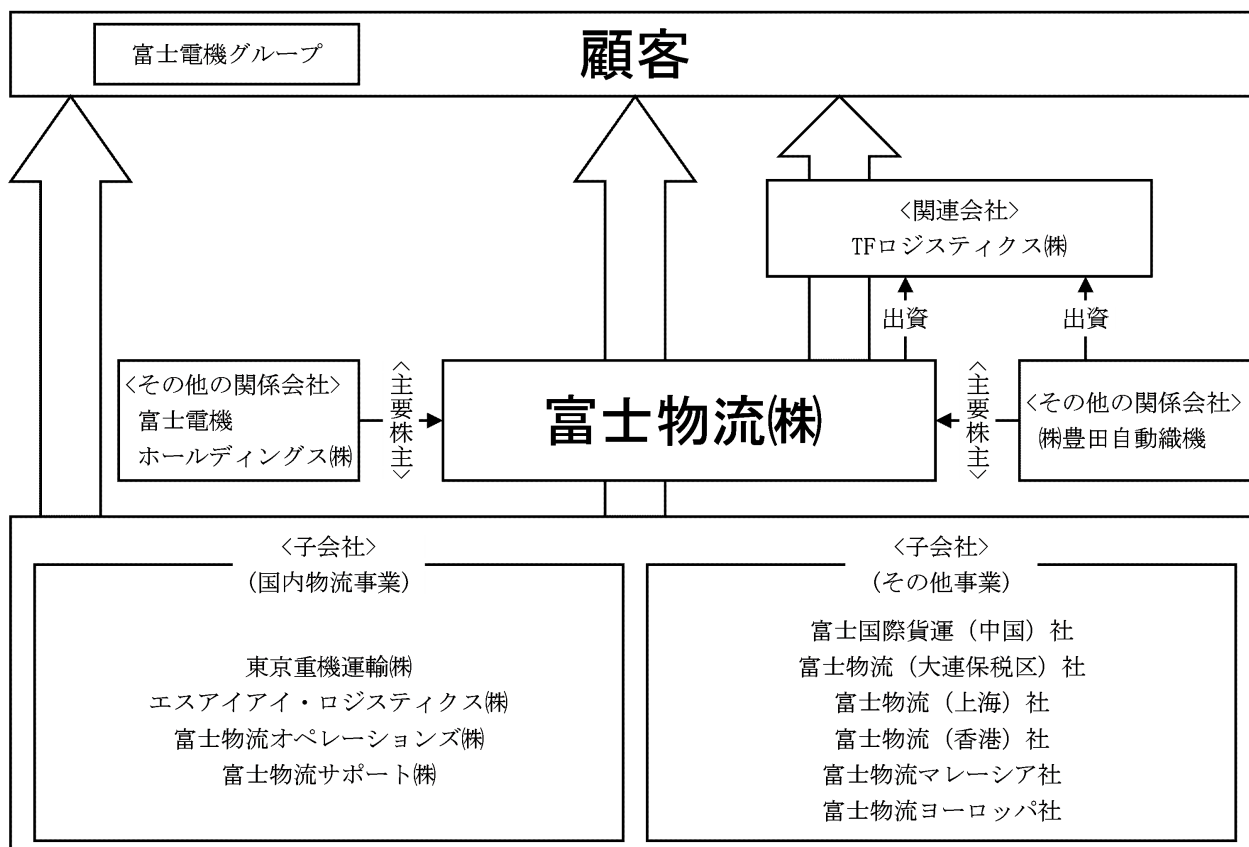 富士電機グループ
顧客
<関連会社>
TFロジスティクス㈱
出資
出資
<その他の関係会社>
富士電機
ホールディングス㈱
<主要株主>
富士物流㈱
<主要株主>
<その他の関係会社>
㈱豊田自動織機
<子会社>
(国内物流事業)
東京重機運輸㈱
エスアイアイ・ロジスティクス㈱
富士物流オペレーションズ㈱
富士物流サポート㈱
<子会社>
(その他事業)
富士国際貨運（中国）社
富士物流（大連保税区）社
富士物流（上海）社
富士物流（香港）社
富士物流マレーシア社
富士物流ヨーロッパ社